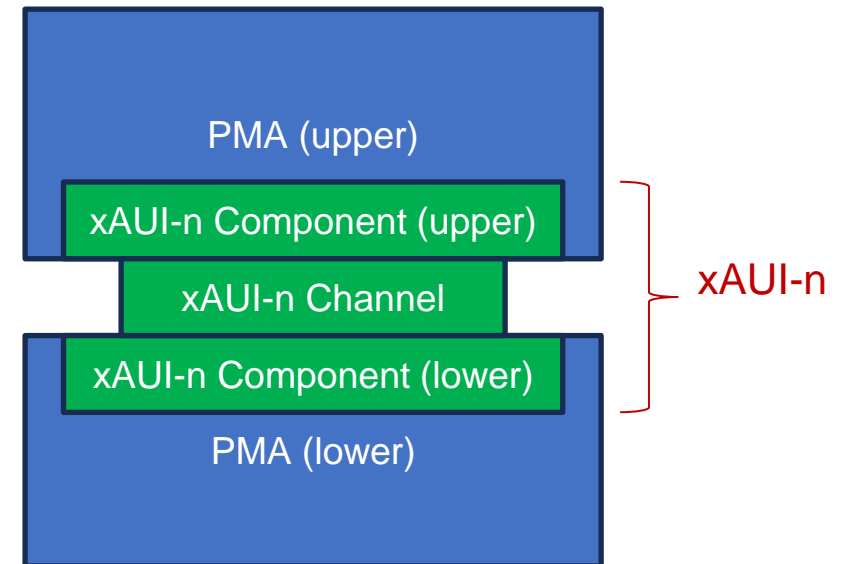 PMA (upper)
xAUI-n Component (upper)
xAUI-n Channel
xAUI-n
xAUI-n Component (lower)
PMA (lower)